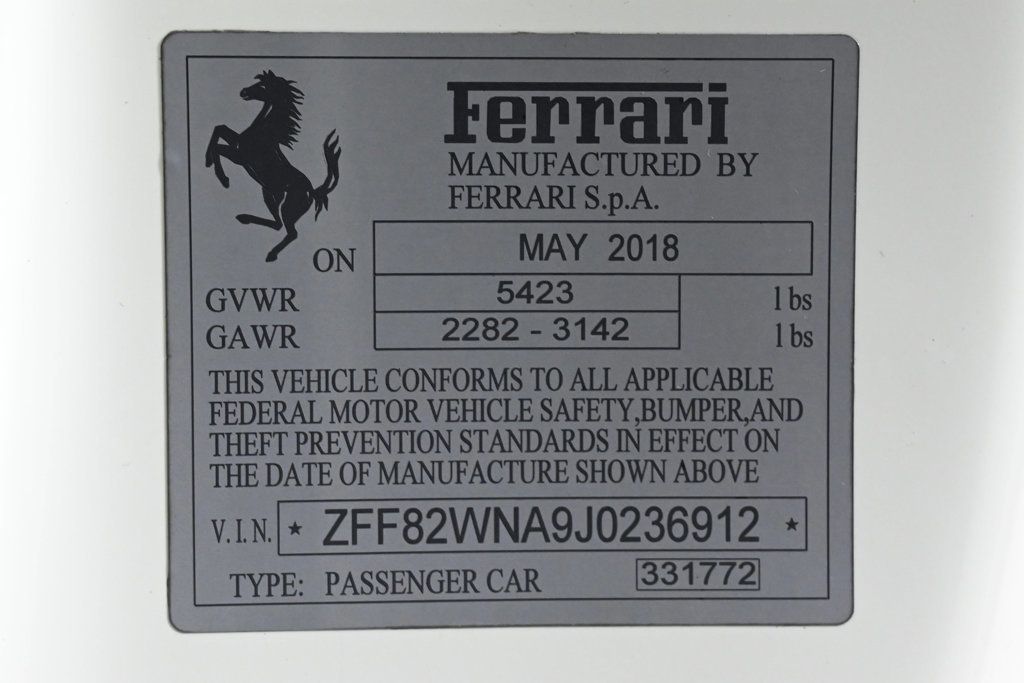 Ferrari
MANUFACTURED BY
FERRARI S.p.A.
ON MAY 2018
GVWR 5423 lbs
GAWR 2282 - 3142 lbs
THIS VEHICLE CONFORMS TO ALL APPLICABLE
FEDERAL MOTOR VEHICLE SAFETY,BUMPER,AND
THEFT PREVENTION STANDARDS IN EFFECT ON
THE DATE OF MANUFACTURE SHOWN ABOVE
V.I.N. * ZFF82WNA9J0236912 *
TYPE: PASSENGER CAR 331772